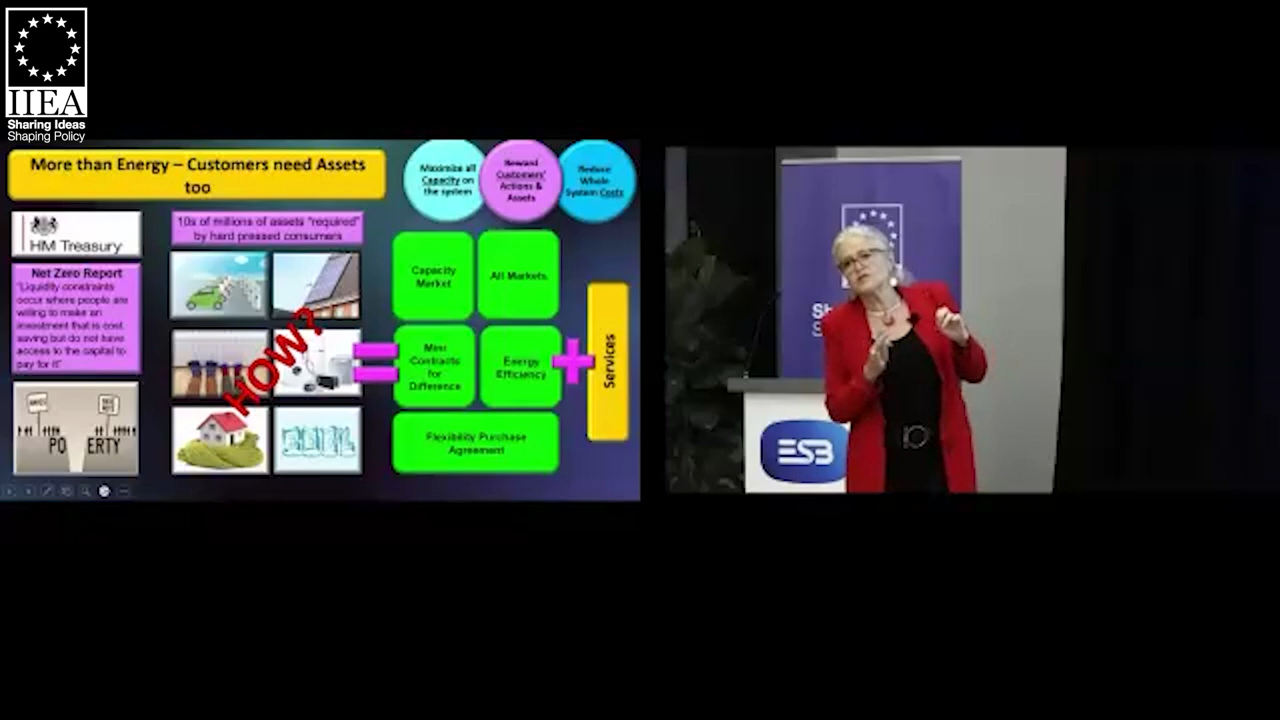 IIEA
Sharing Ideas
Shaping Policy
More than Energy – Customers need Assets
too
Maximize all
Capacity on
the system
Reward
Customers'
Actions &
Assets
Reduce
Whole
System Costs
HM Treasury
Net Zero Report
"Liquidity constraints
occur where people are
willing to make an
investment that is cost
saving but do not have
access to the capital to
pay for it"
PO ERTY
10s of millions of assets "required"
by hard pressed consumers
HOW?
Capacity
Market
All Markets
Mini
Contracts
for
Difference
Energy
Efficiency
Flexibility Purchase
Agreement
Services
Sh
S
ESB